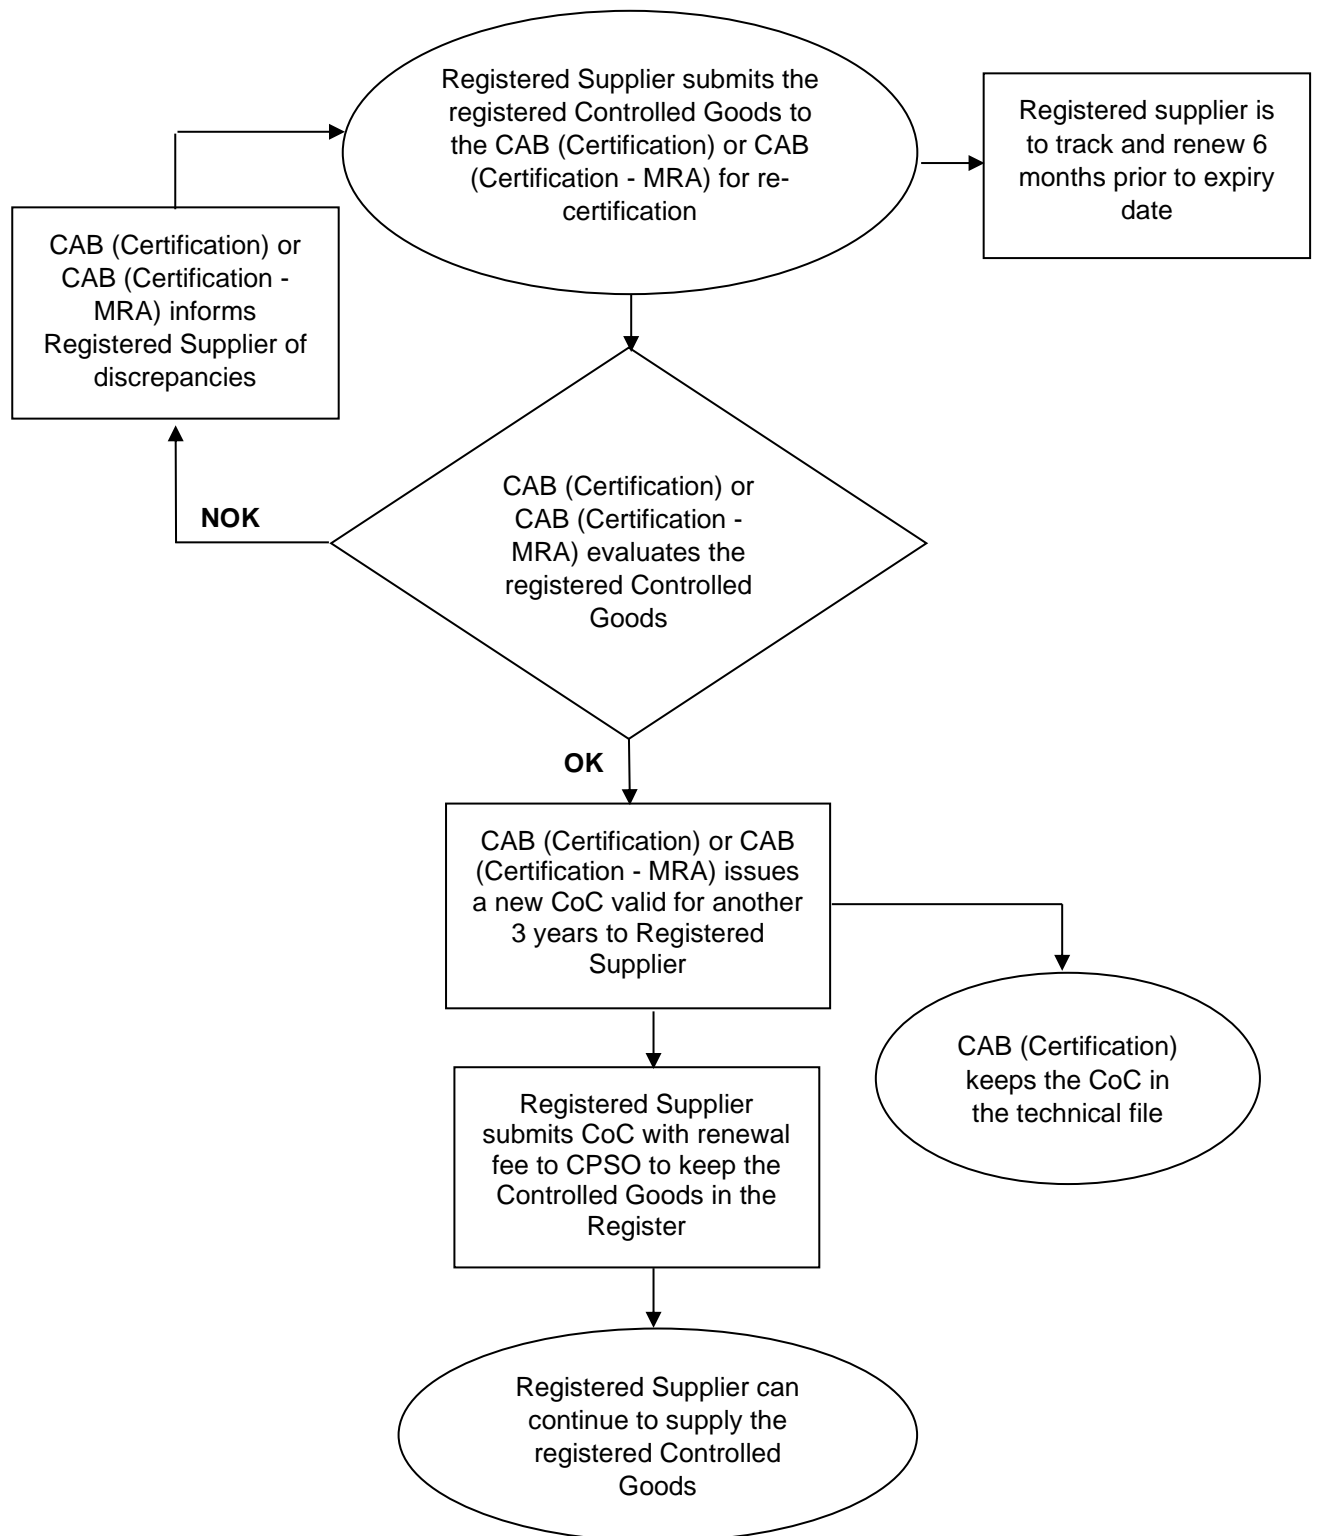 Registered Supplier submits the
registered Controlled Goods to
the CAB (Certification) or CAB
(Certification - MRA) for re-
certification
Registered supplier is
to track and renew 6
months prior to expiry
date
CAB (Certification) or
CAB (Certification -
MRA) informs
Registered Supplier of
discrepancies
CAB (Certification) or
CAB (Certification -
MRA) evaluates the
registered Controlled
Goods
NOK
OK
CAB (Certification) or CAB
(Certification - MRA) issues
a new CoC valid for another
3 years to Registered
Supplier
CAB (Certification)
keeps the CoC in
the technical file
Registered Supplier
submits CoC with renewal
fee to CPSO to keep the
Controlled Goods in the
Register
Registered Supplier can
continue to supply the
registered Controlled
Goods